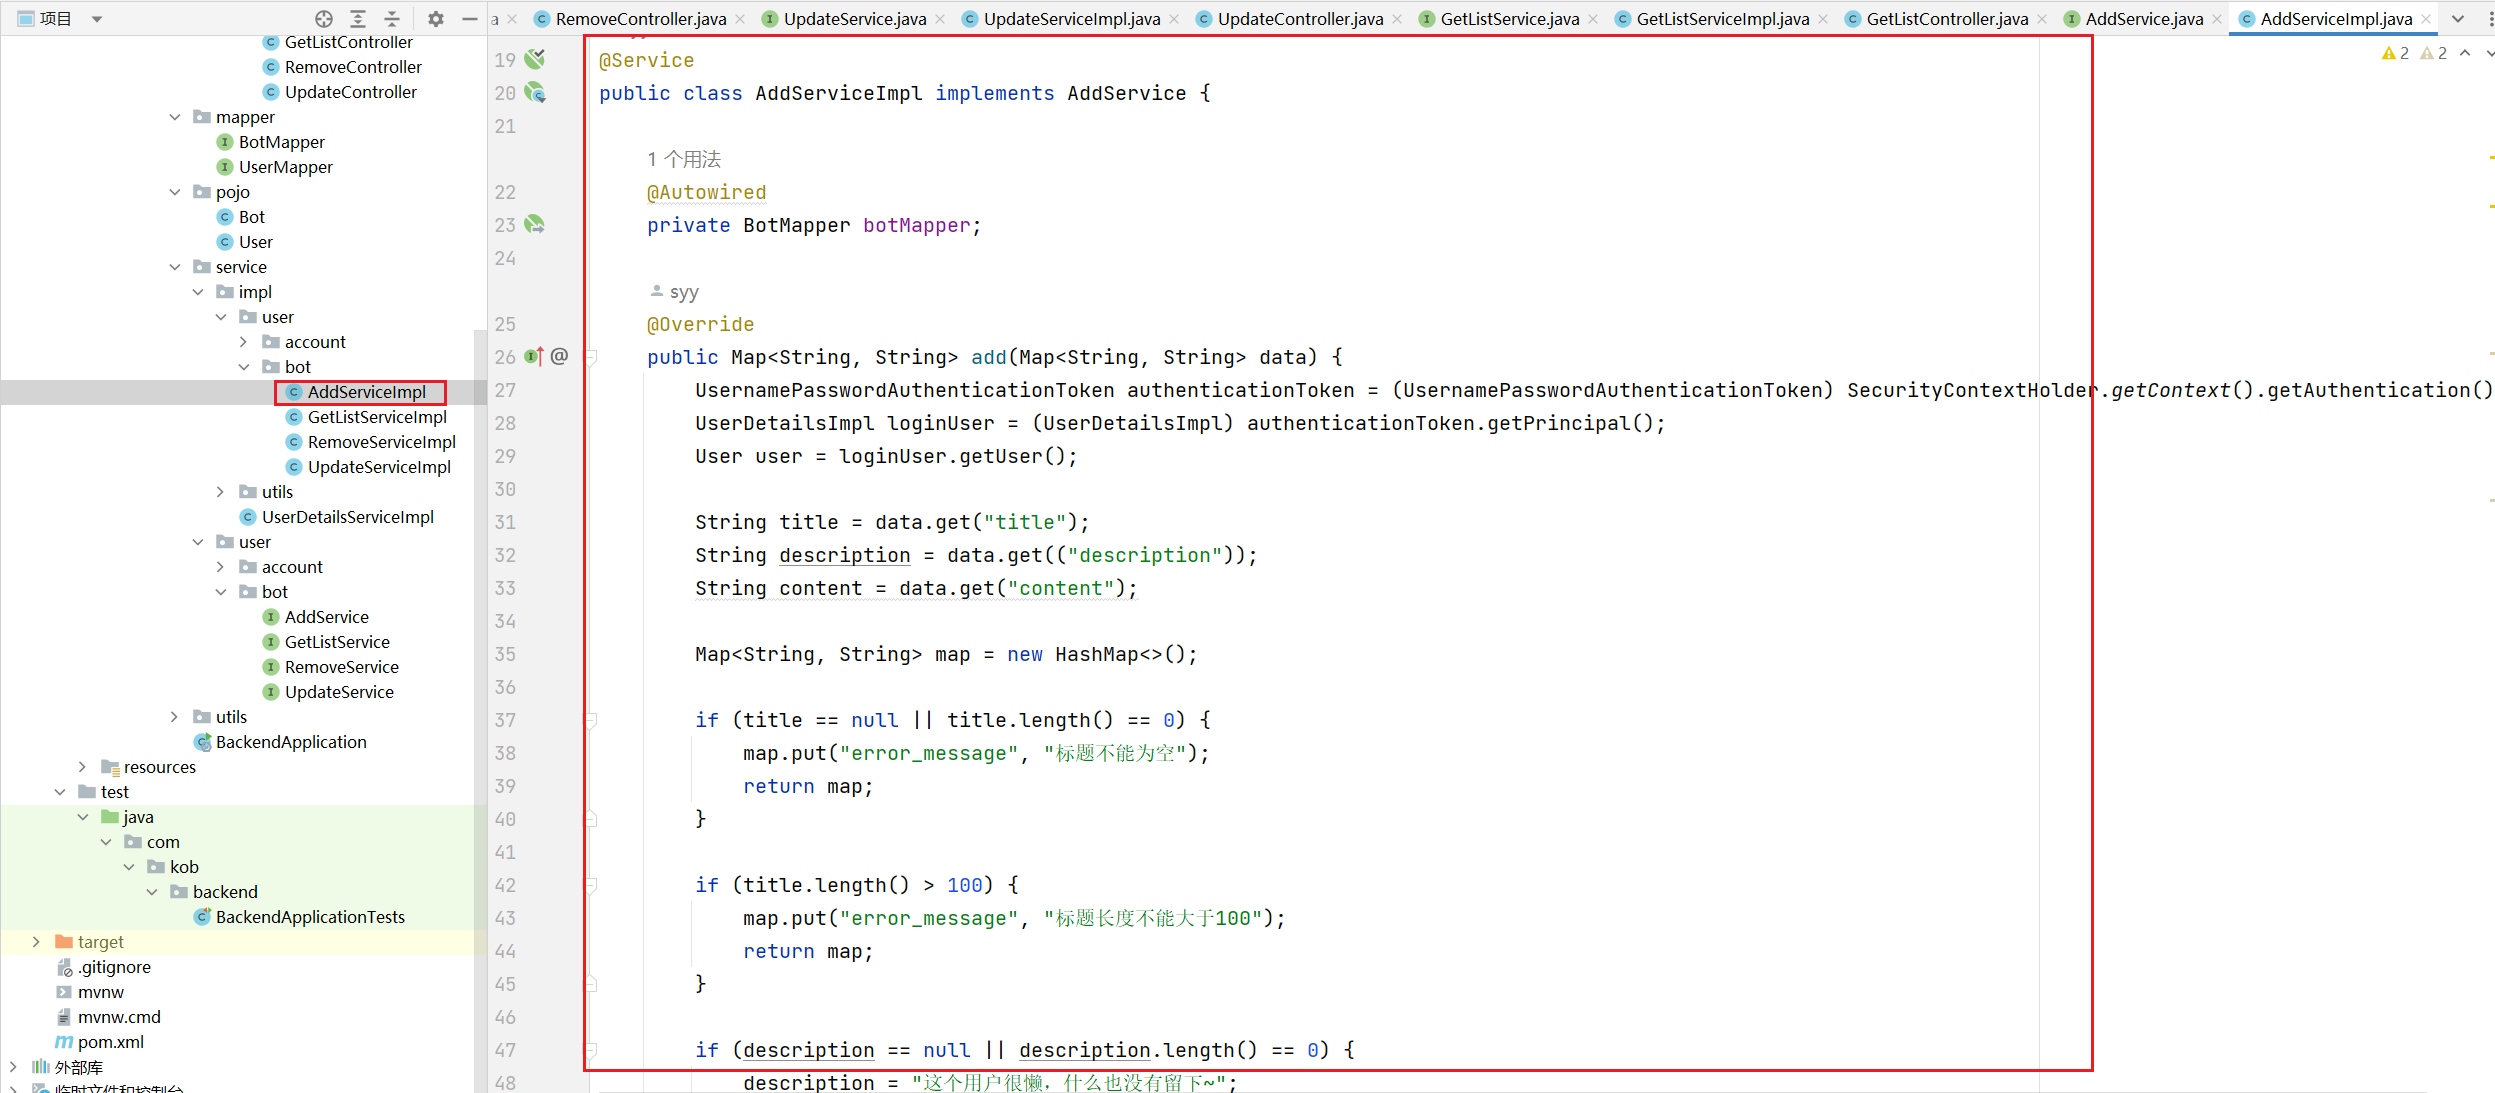 项目
a
RemoveController.java
UpdateService.java
UpdateServiceImpl.java
UpdateController.java
GetListService.java
GetListServiceImpl.java
GetListController.java
AddService.java
AddServiceImpl.java
GetListController
RemoveController
UpdateController
mapper
BotMapper
UserMapper
pojo
Bot
User
service
impl
user
account
bot
AddServiceImpl
GetListServiceImpl
RemoveServiceImpl
UpdateServiceImpl
utils
UserDetailsServiceImpl
user
account
bot
AddService
GetListService
RemoveService
UpdateService
utils
BackendApplication
resources
test
java
com
kob
backend
BackendApplicationTests
target
.gitignore
mvnw
mvnw.cmd
pom.xml
外部库
临时文件和控制台
2 2
19 @Service
20 public class AddServiceImpl implements AddService {
21
1 个用法
22 @Autowired
23 private BotMapper botMapper;
24
syy
25 @Override
26 public Map<String, String> add(Map<String, String> data) {
27 UsernamePasswordAuthenticationToken authenticationToken = (UsernamePasswordAuthenticationToken) SecurityContextHolder.getContext().getAuthentication()
28 UserDetailsImpl loginUser = (UserDetailsImpl) authenticationToken.getPrincipal();
29 User user = loginUser.getUser();
30
31 String title = data.get("title");
32 String description = data.get(("description"));
33 String content = data.get("content");
34
35 Map<String, String> map = new HashMap<>();
36
37 if (title == null || title.length() == 0) {
38 map.put("error_message", "标题不能为空");
39 return map;
40 }
41
42 if (title.length() > 100) {
43 map.put("error_message", "标题长度不能大于100");
44 return map;
45 }
46
47 if (description == null || description.length() == 0) {
48 description = "这个用户很懒，什么也没有留下~";